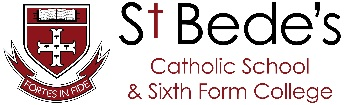 FORTES IN FIDE
St Bede's
Catholic School
& Sixth Form College